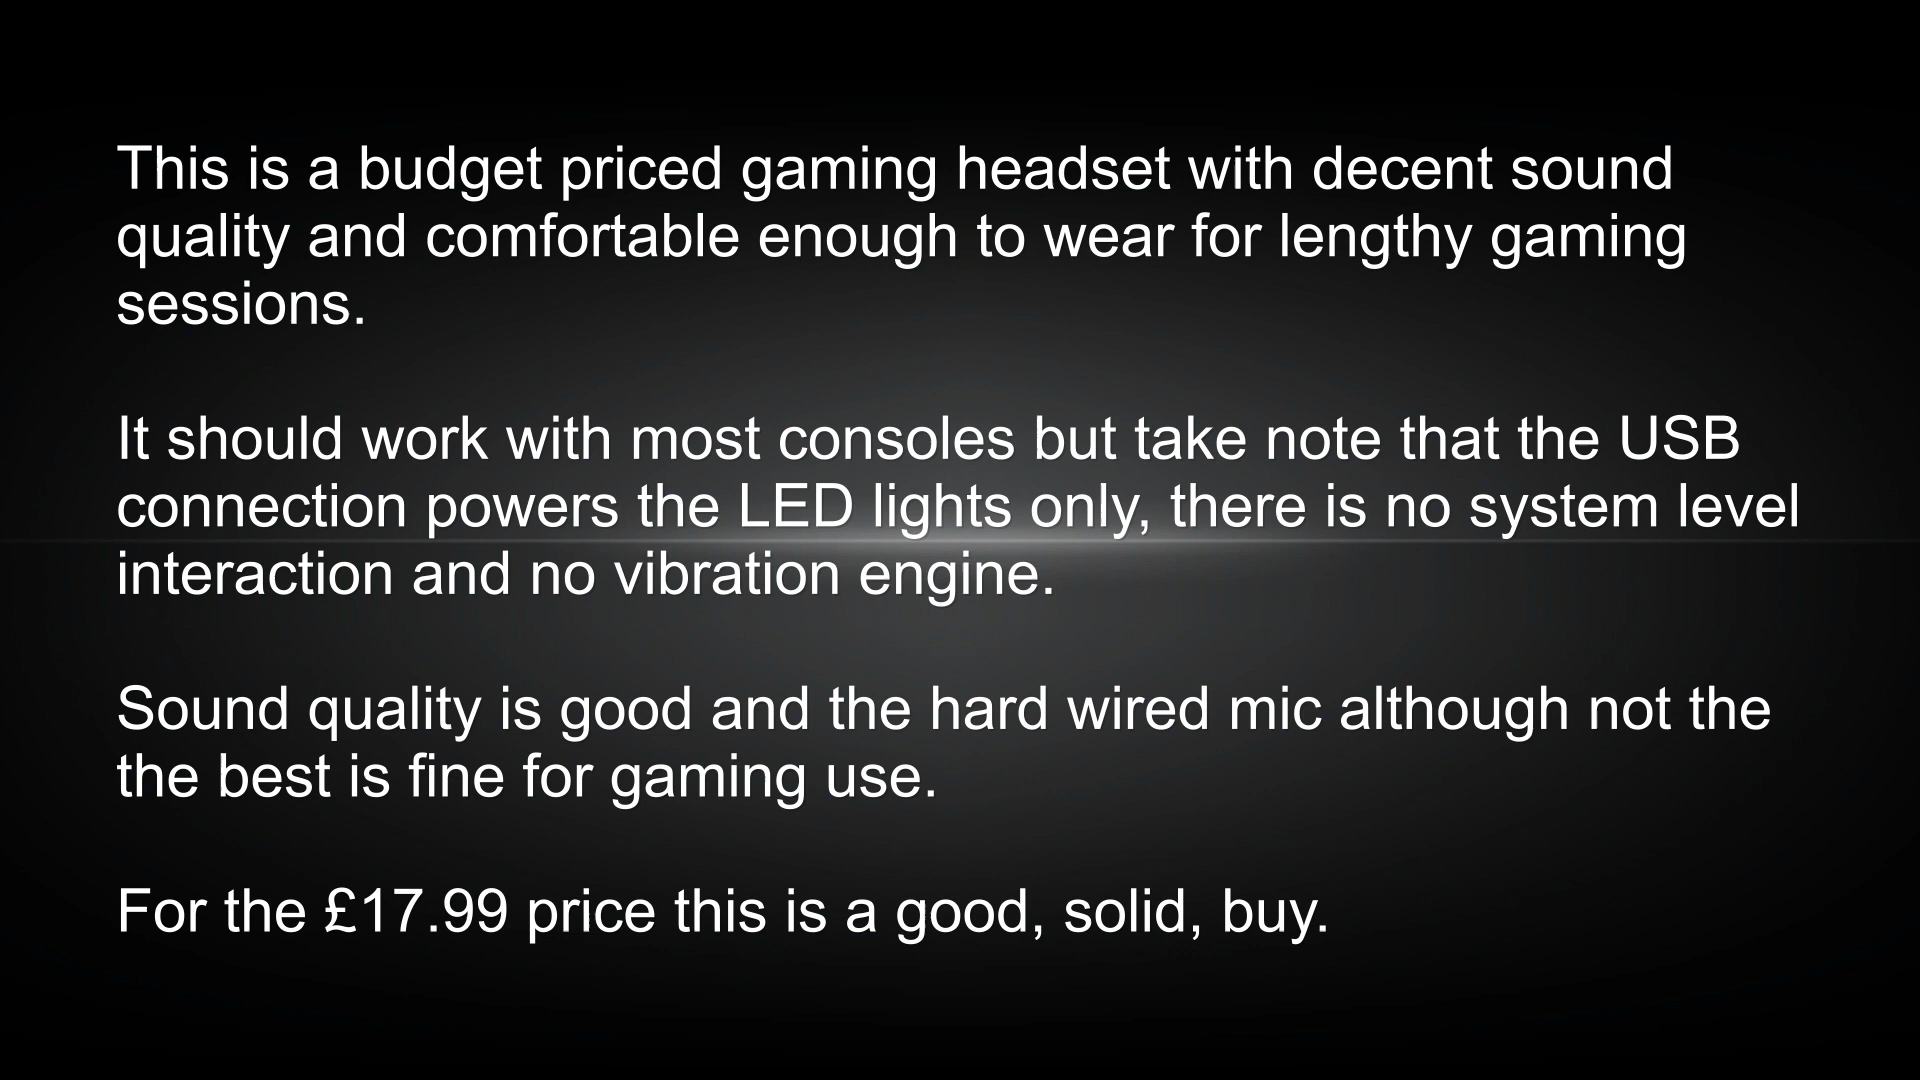 This is a budget priced gaming headset with decent sound
quality and comfortable enough to wear for lengthy gaming
sessions.
It should work with most consoles but take note that the USB
connection powers the LED lights only, there is no system level
interaction and no vibration engine.
Sound quality is good and the hard wired mic although not the
the best is fine for gaming use.
For the £17.99 price this is a good, solid, buy.